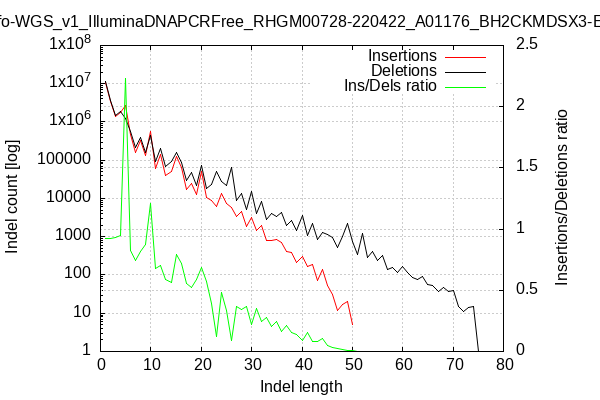 fo-WGS_v1_IlluminaDNAPCRFree_RHGM00728-220422_A01176_BH2CKMDSX3-E
Insertions
Deletions
Ins/Dels ratio
1x10^8
1x10^7
1x10^6
100000
10000
1000
100
10
1
2.5
2
1.5
1
0.5
0
0 10 20 30 40 50 60 70 80
Indel count [log]
Insertions/Deletions ratio
Indel length